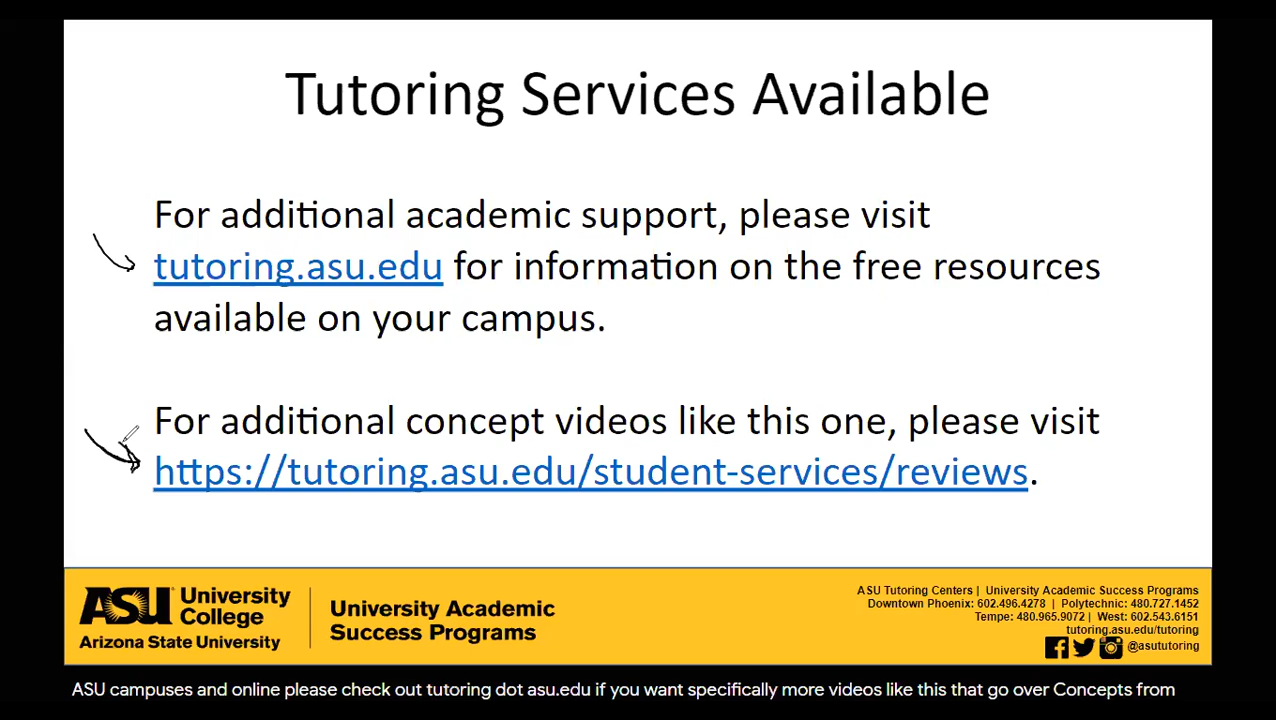 Tutoring Services Available
For additional academic support, please visit
tutoring.asu.edu for information on the free resources
available on your campus.
For additional concept videos like this one, please visit
https://tutoring.asu.edu/student-services/reviews.
ASU University
College
Arizona State University
University Academic
Success Programs
ASU Tutoring Centers | University Academic Success Programs
Downtown Phoenix: 602.496.4278 | Polytechnic: 480.727.1452
Tempe: 480.965.9072 | West: 602.543.6151
tutoring.asu.edu/tutoring
@asututoring
ASU campuses and online please check out tutoring dot asu.edu if you want specifically more videos like this that go over Concepts from